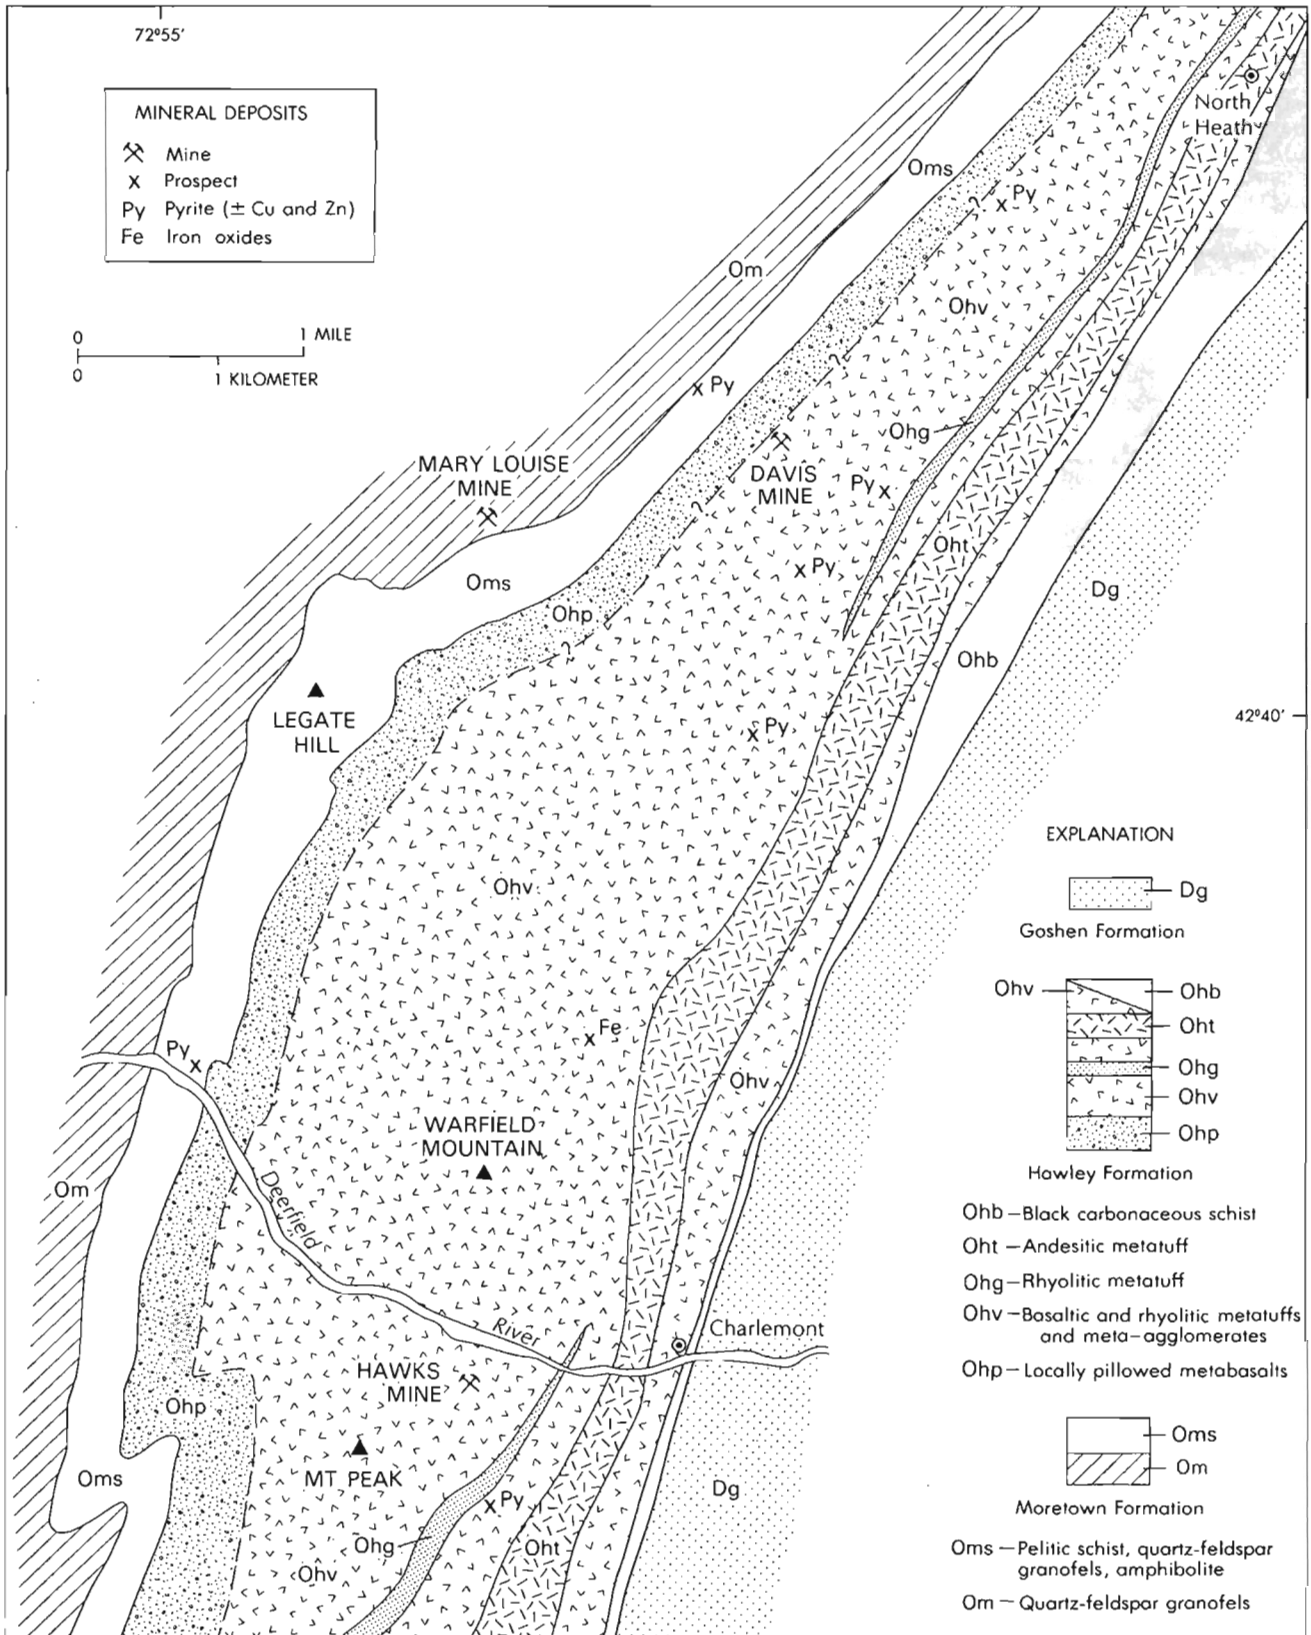 72°55'
MINERAL DEPOSITS
Mine
x Prospect
Py Pyrite (± Cu and Zn)
Fe Iron oxides
0 1 MILE
0 1 KILOMETER
North
Heath
Oms
Py
Om
Ohv
Py
Ohg
MARY LOUISE
MINE
DAVIS
MINE
Py
Oht
Py
Oms
Dg
Ohp
Ohb
LEGATE
HILL
Py
42°40'
EXPLANATION
Dg
Goshen Formation
Ohv
Ohv
Ohb
Oht
Ohg
Ohv
Ohp
Hawley Formation
Fe
Py
Ohv
WARFIELD
MOUNTAIN
Om
Deerfield
River
Ohb — Black carbonaceous schist
Oht — Andesitic metatuff
Ohg — Rhyolitic metatuff
Ohv — Basaltic and rhyolitic metatuffs
and meta-agglomerates
Ohp — Locally pillowed metabasalts
Charlemont
HAWKS
MINE
Ohp
MT PEAK
Oms
Py
Dg
Ohg
Oht
Ohv
Oms
Om
Moretown Formation
Oms — Pelitic schist, quartz-feldspar
granofels, amphibolite
Om — Quartz-feldspar granofels
? ? ? ?